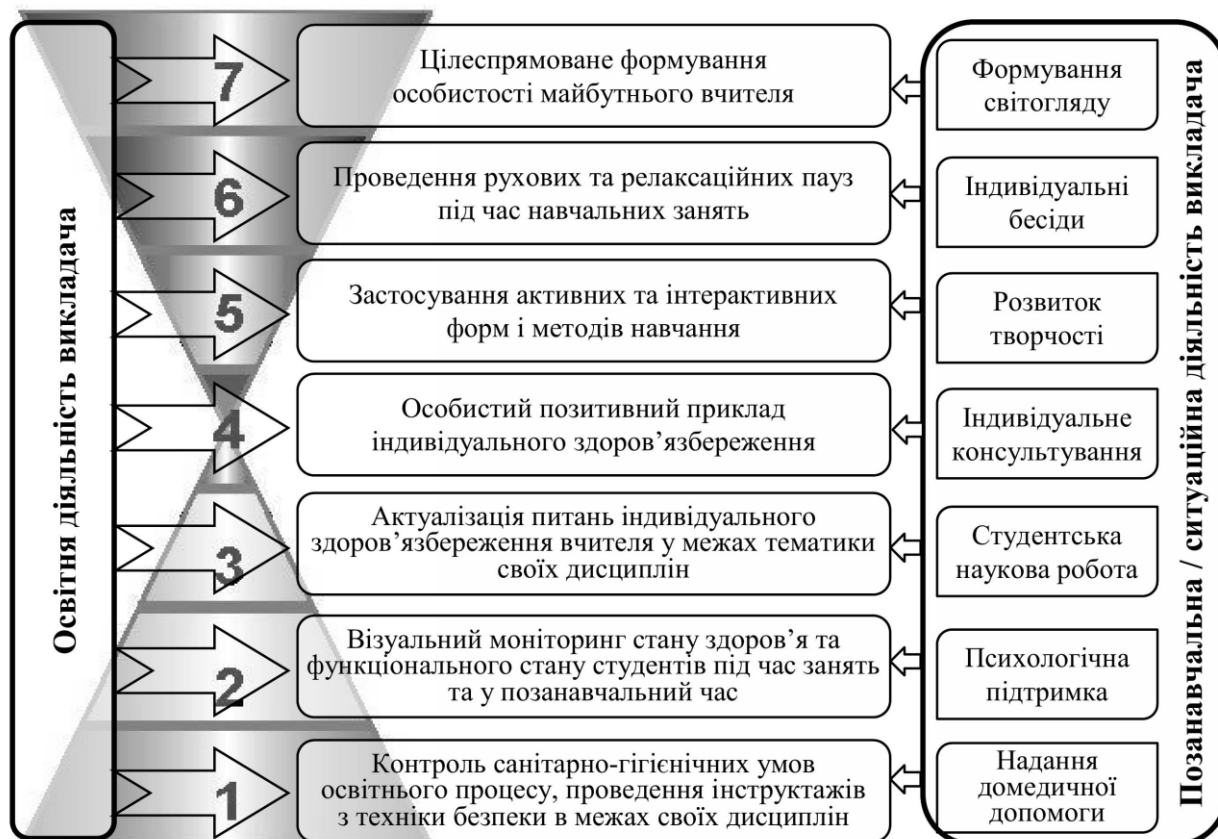 Освітня діяльність викладача
7
Цілеспрямоване формування
особистості майбутнього вчителя
Формування
світогляду
6
Проведення рухових та релаксаційних пауз
під час навчальних занять
Індивідуальні
бесіди
5
Застосування активних та інтерактивних
форм і методів навчання
Розвиток
творчості
4
Особистий позитивний приклад
індивідуального здоров’язбереження
Індивідуальне
консультування
3
Актуалізація питань індивідуального
здоров’язбереження вчителя у межах тематики
своїх дисциплін
Студентська
наукова робота
2
Візуальний моніторинг стану здоров’я та
функціонального стану студентів під час занять
та у позанавчальний час
Психологічна
підтримка
1
Контроль санітарно-гігієнічних умов
освітнього процесу, проведення інструктажів
з техніки безпеки в межах своїх дисциплін
Надання
домедичної
допомоги
Позанавчальна / ситуаційна діяльність викладача